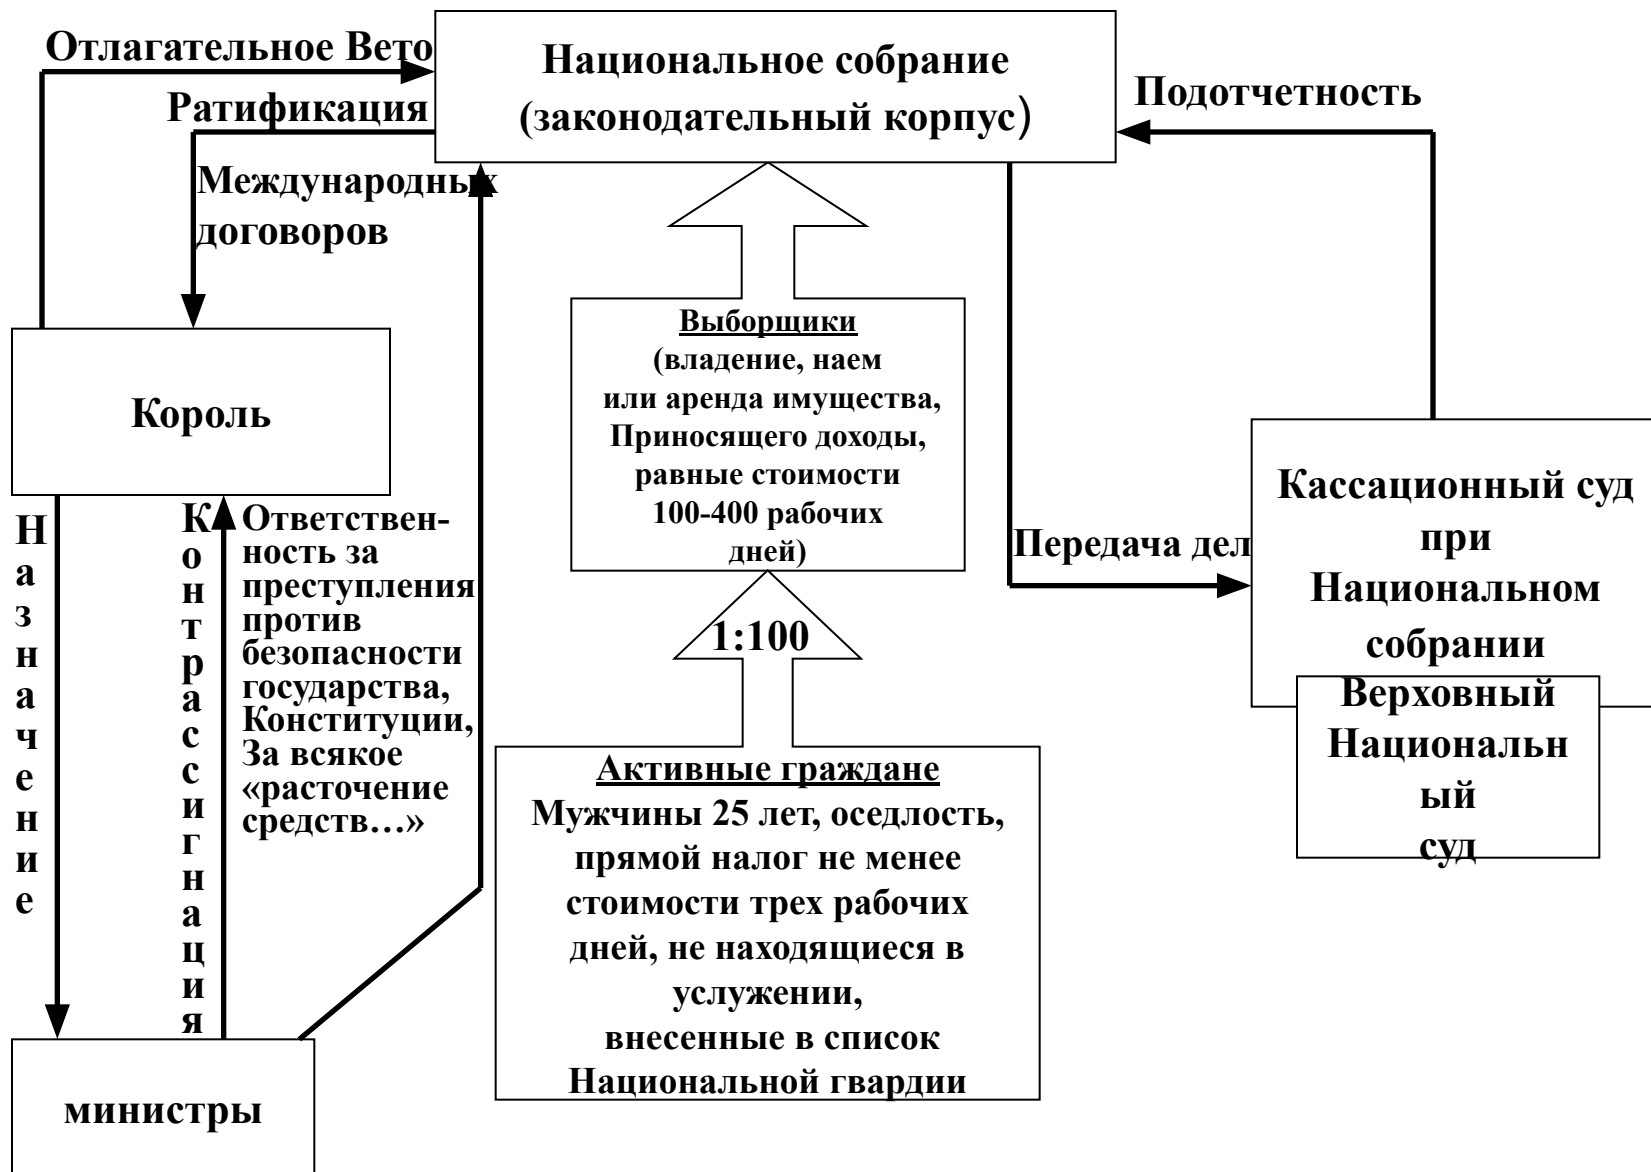 Отлагательное Вето
Национальное собрание
(законодательный корпус)
Ратификация
Международных
договоров
Подотчетность
Король
Выборщики
(владение, наем
или аренда имущества,
Приносящего доходы,
равные стоимости
100-400 рабочих
дней)
1:100
Передача дел
Кассационный суд
при
Национальном
собрании
Верховный
Националын
ый
суд
Назначение
Контрассигнация
Ответствен-
ность за
преступления
против
безопасности
государства,
Конституции,
За всякое
«расточение
средств…»
Активные граждане
Мужчины 25 лет, оседлость,
прямой налог не менее
стоимости трех рабочих
дней, не находящиеся в
услужении,
внесенные в список
Национальной гвардии
министры